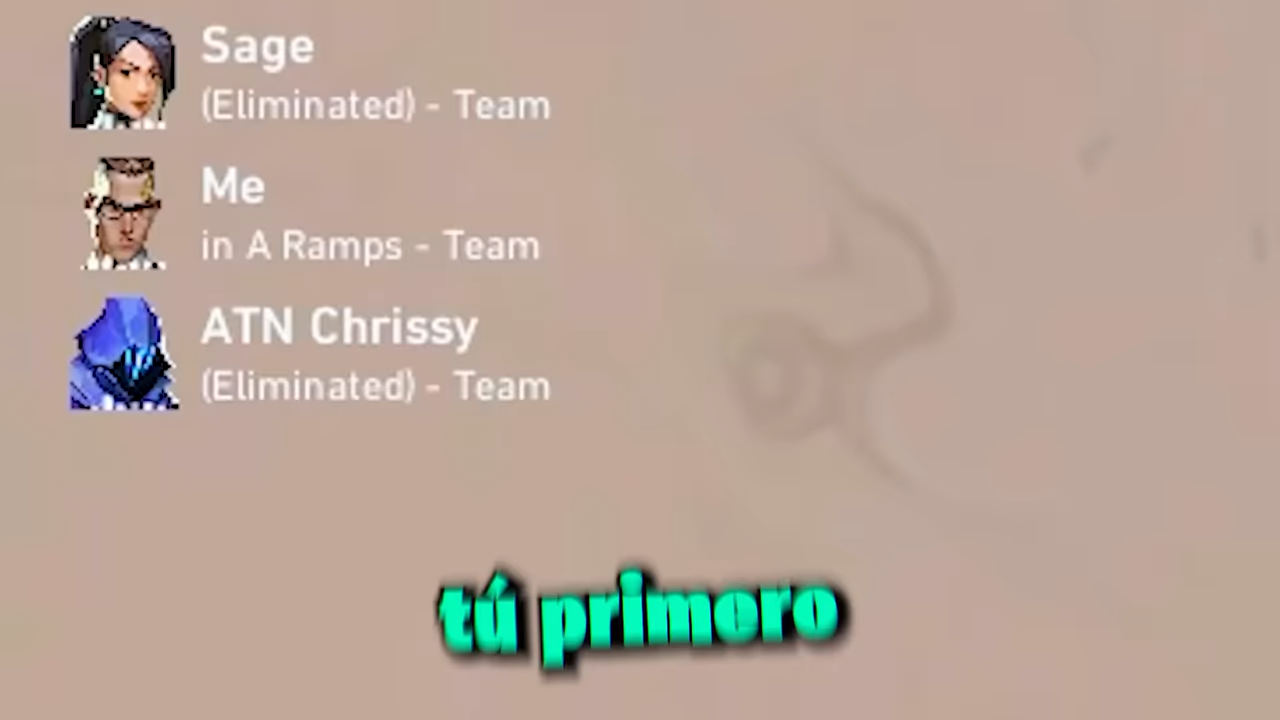 Sage
(Eliminated) - Team
Me
in A Ramps - Team
ATN Chrissy
(Eliminated) - Team
tú primero